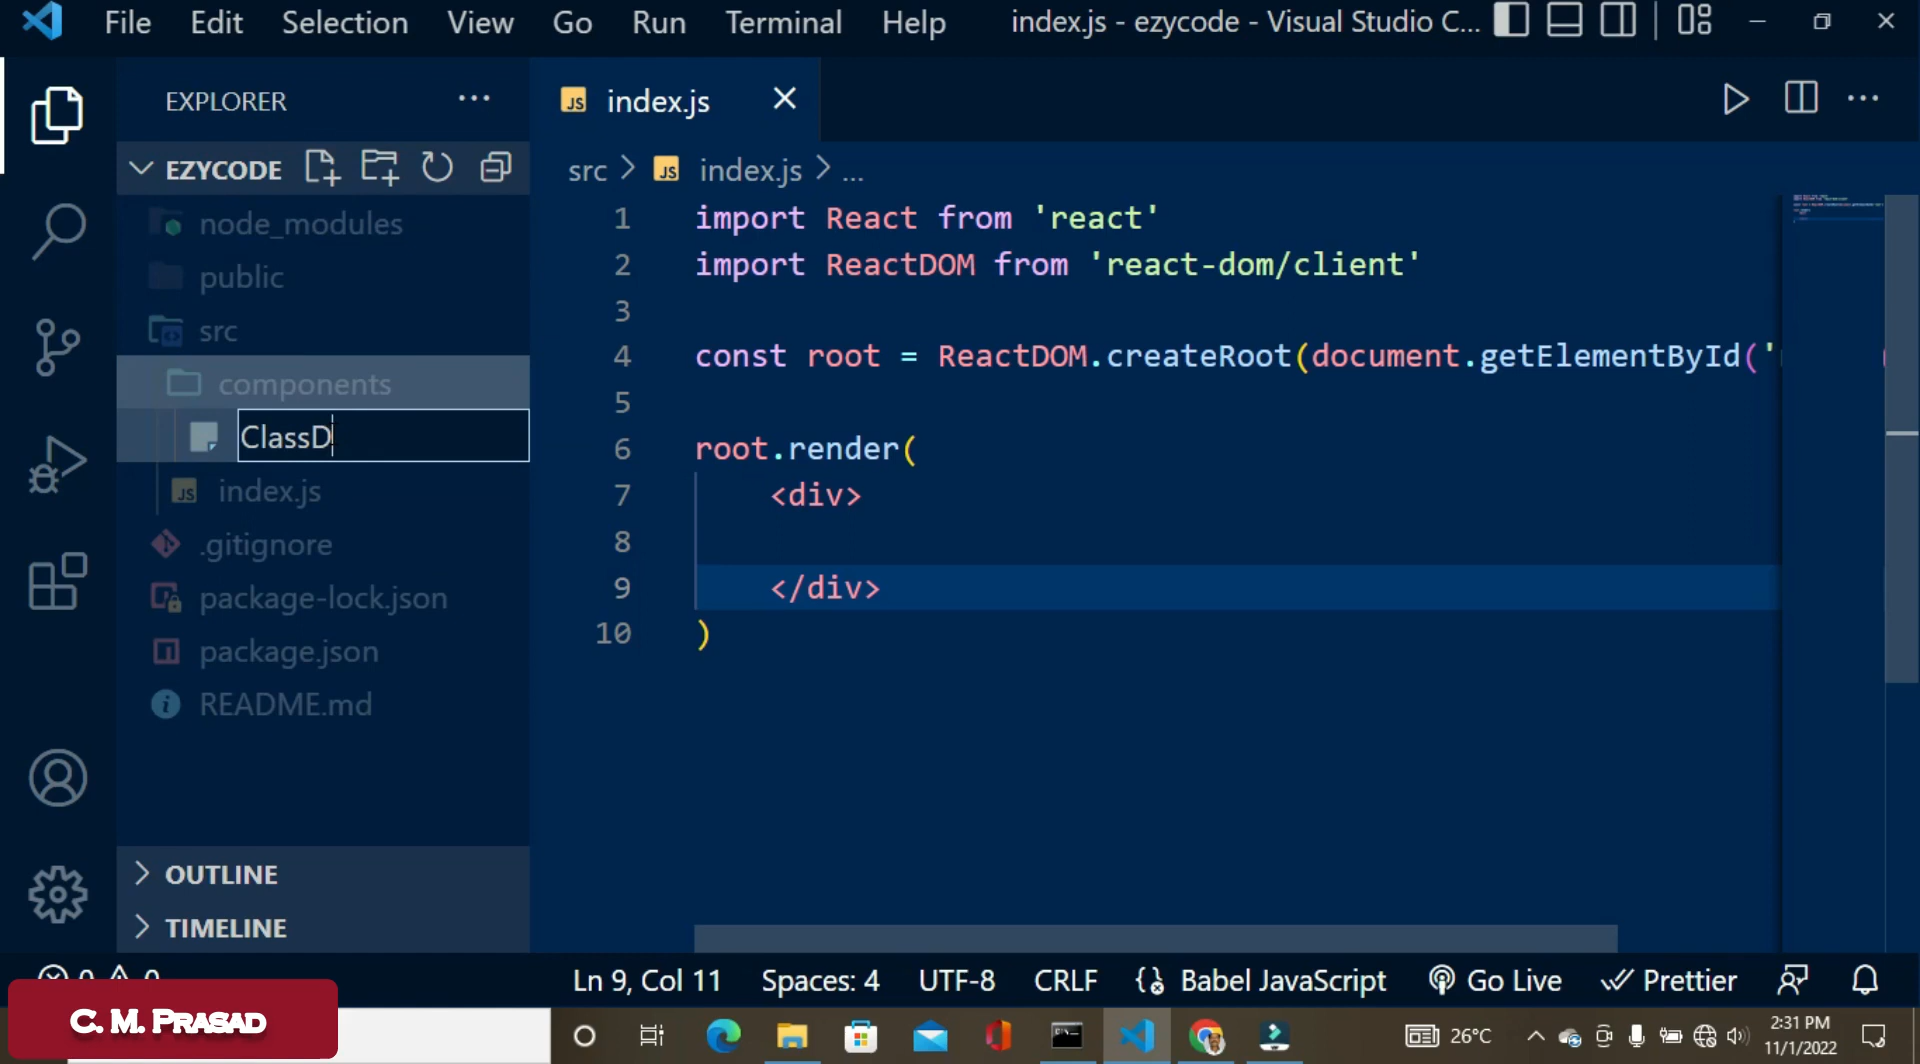 File Edit Selection View Go Run Terminal Help index.js - ezycode - Visual Studio C...
EXPLORER
index.js
EZYCODE
src > JS index.js > ...
node_modules
public
src
components
ClassD
JS index.js
.gitignore
package-lock.json
package.json
README.md
OUTLINE
TIMELINE
1 import React from 'react'
2 import ReactDOM from 'react-dom/client'
3
4 const root = ReactDOM.createRoot(document.getElementById('
5
6 root.render(
7 <div>
8
9 </div>
10 )
Ln 9, Col 11 Spaces: 4 UTF-8 CRLF Babel JavaScript Go Live Prettier
C. M. PRASAD
26°C
2:31 PM
11/1/2022